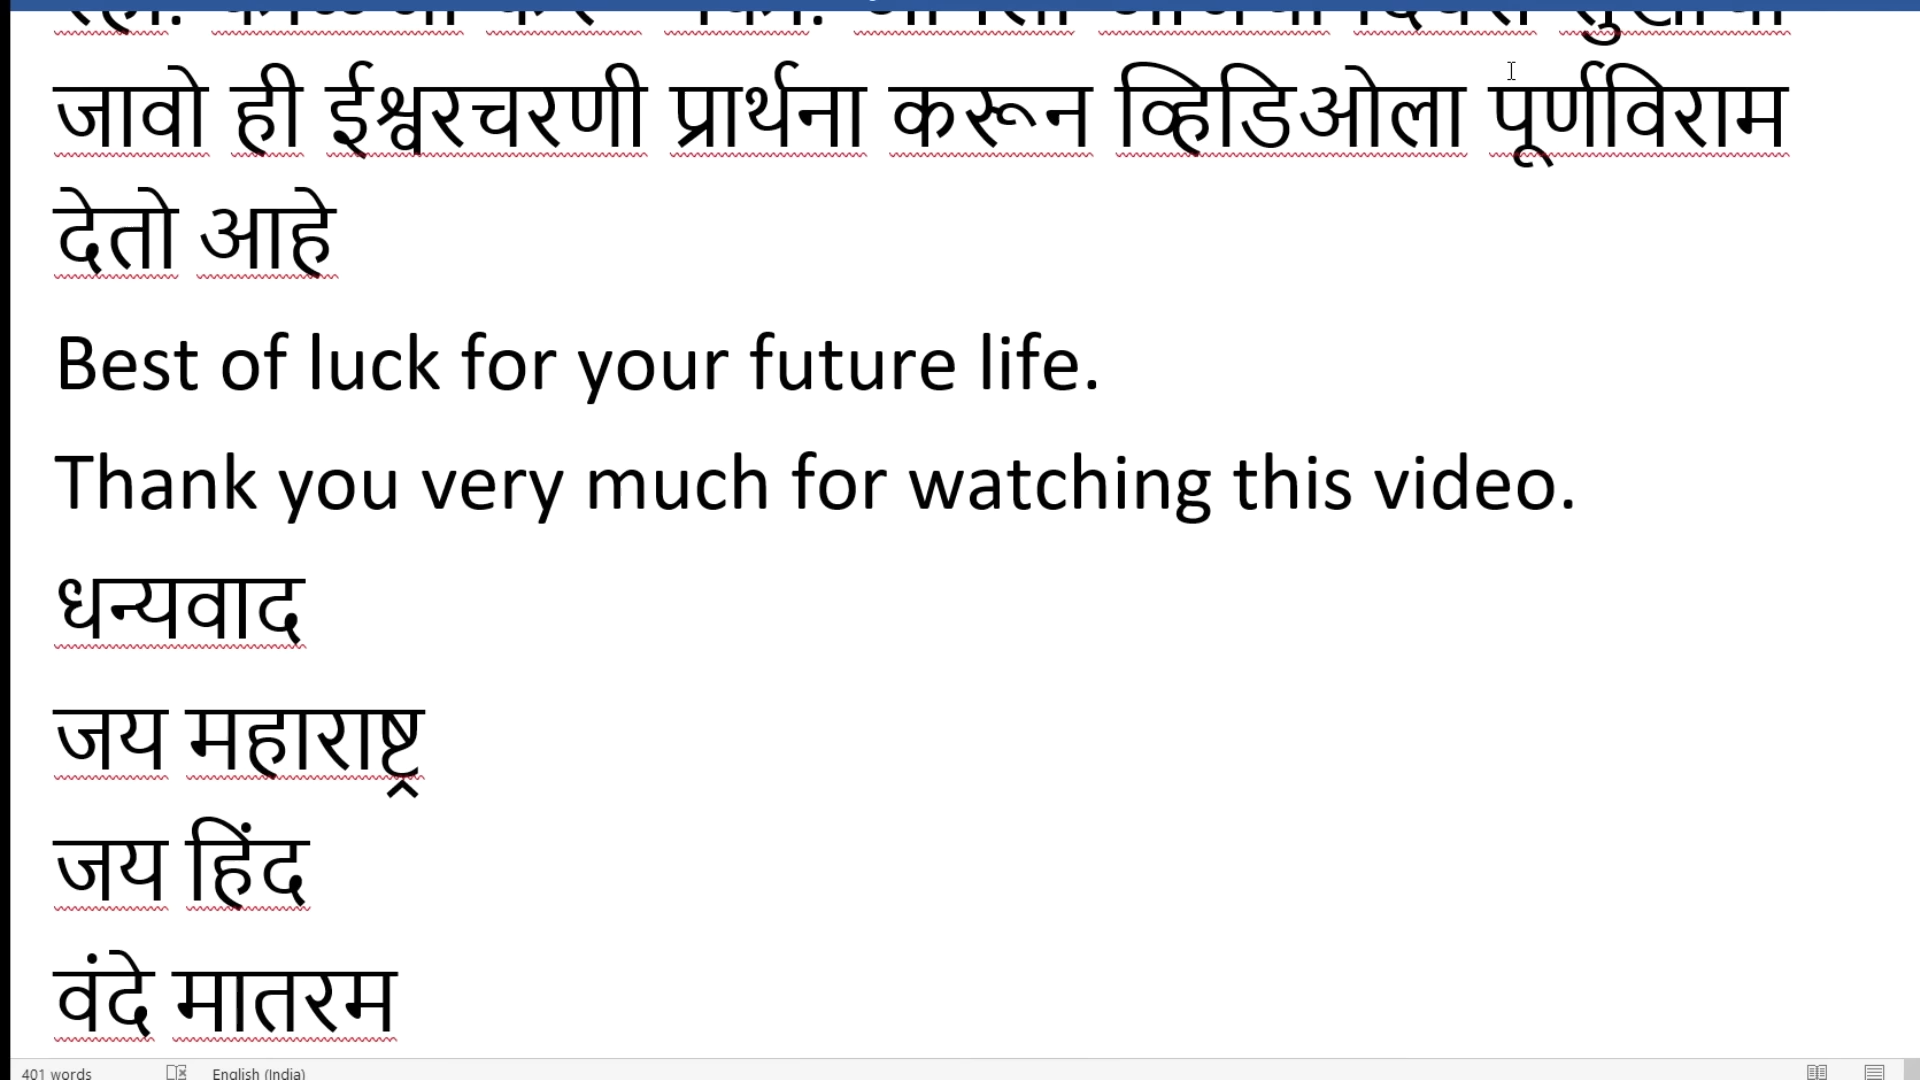 जावो ही ईश्वरचरणी प्रार्थना करून व्हिडिओला पूर्णविराम
देतो आहे
Best of luck for your future life.
Thank you very much for watching this video.
धन्यवाद
जय महाराष्ट्र
जय हिंद
वंदे मातरम
401 words English (India)